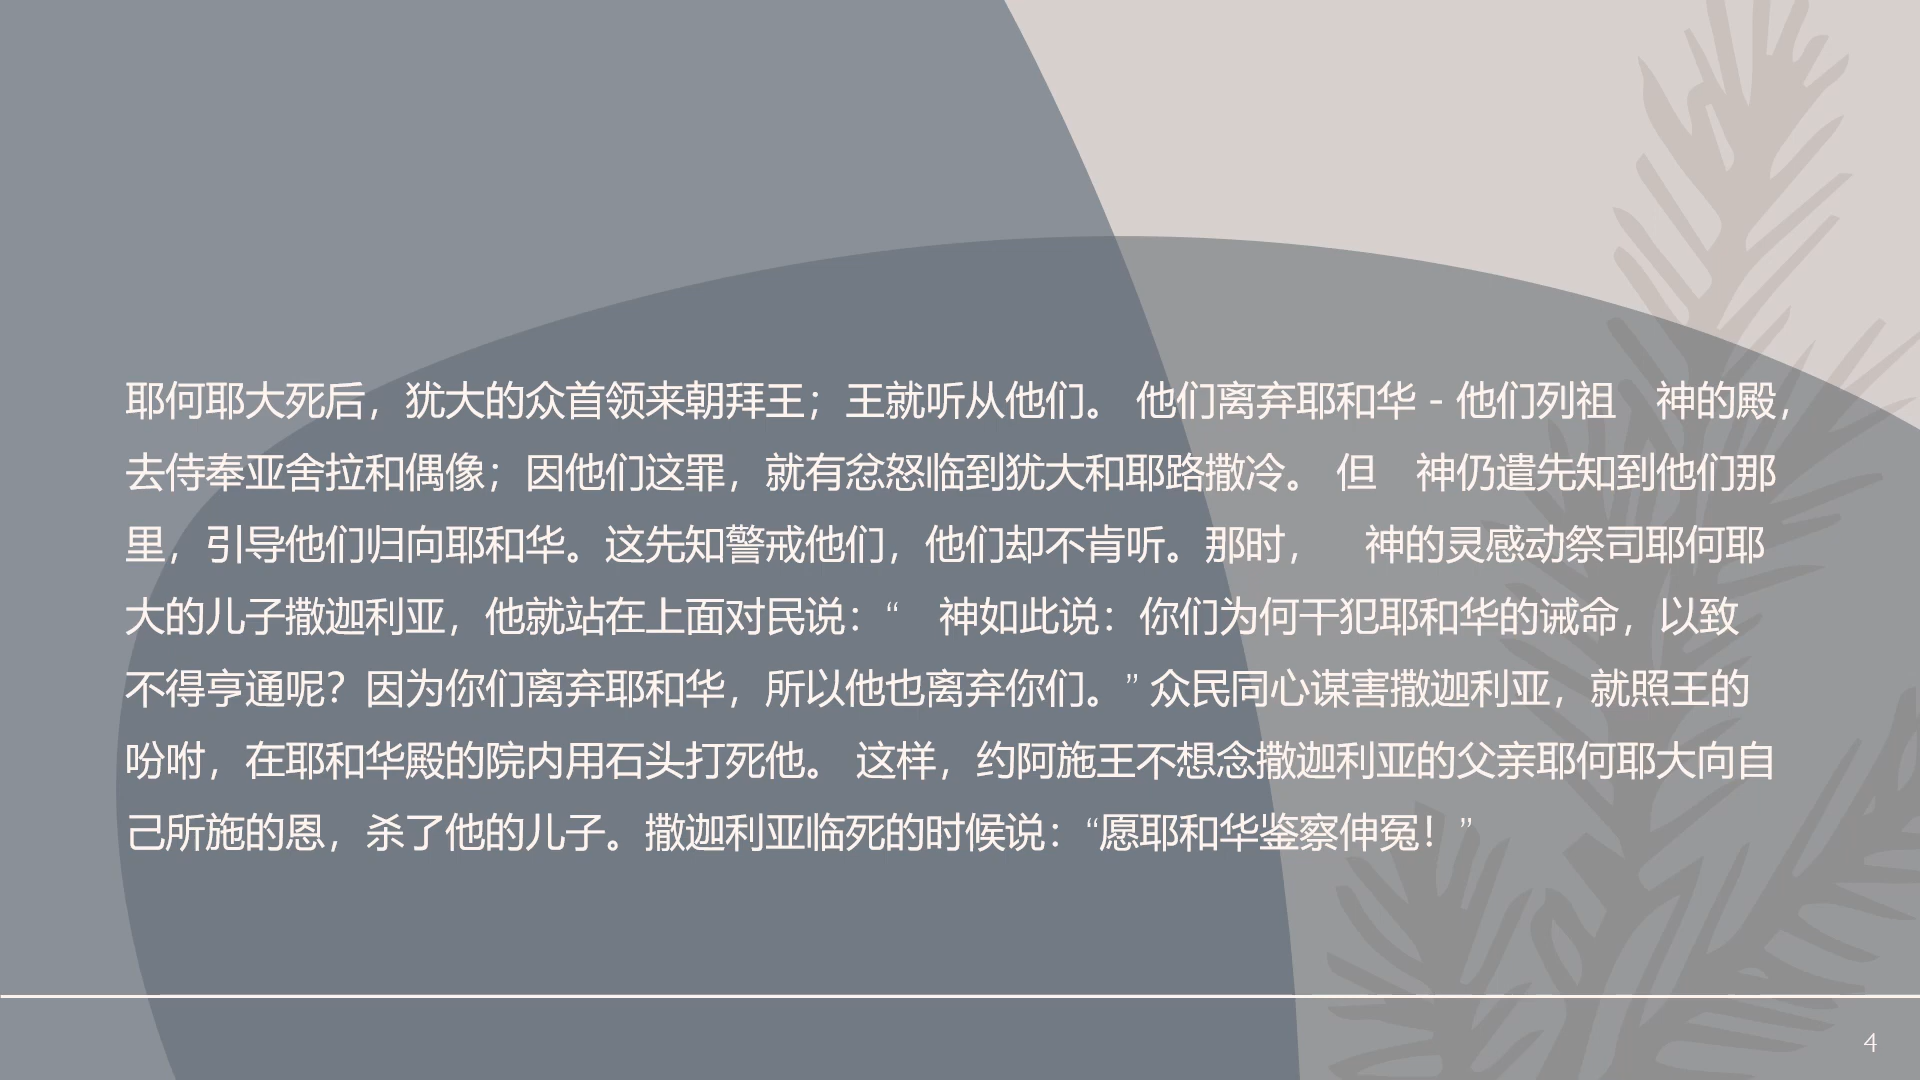 耶何耶大死后，犹大的众首领来朝拜王；王就听从他们。 他们离弃耶和华－他们列祖　神的殿，
去侍奉亚舍拉和偶像；因他们这罪，就有忿怒临到犹大和耶路撒冷。 但　神仍遣先知到他们那
里，引导他们归向耶和华。这先知警戒他们，他们却不肯听。那时，　神的灵感动祭司耶何耶
大的儿子撒迦利亚，他就站在上面对民说：“　神如此说：你们为何干犯耶和华的诫命，以致
不得亨通呢？因为你们离弃耶和华，所以他也离弃你们。” 众民同心谋害撒迦利亚，就照王的
吩咐，在耶和华殿的院内用石头打死他。 这样，约阿施王不想念撒迦利亚的父亲耶何耶大向自
己所施的恩，杀了他的儿子。撒迦利亚临死的时候说：“愿耶和华鉴察伸冤！”
4